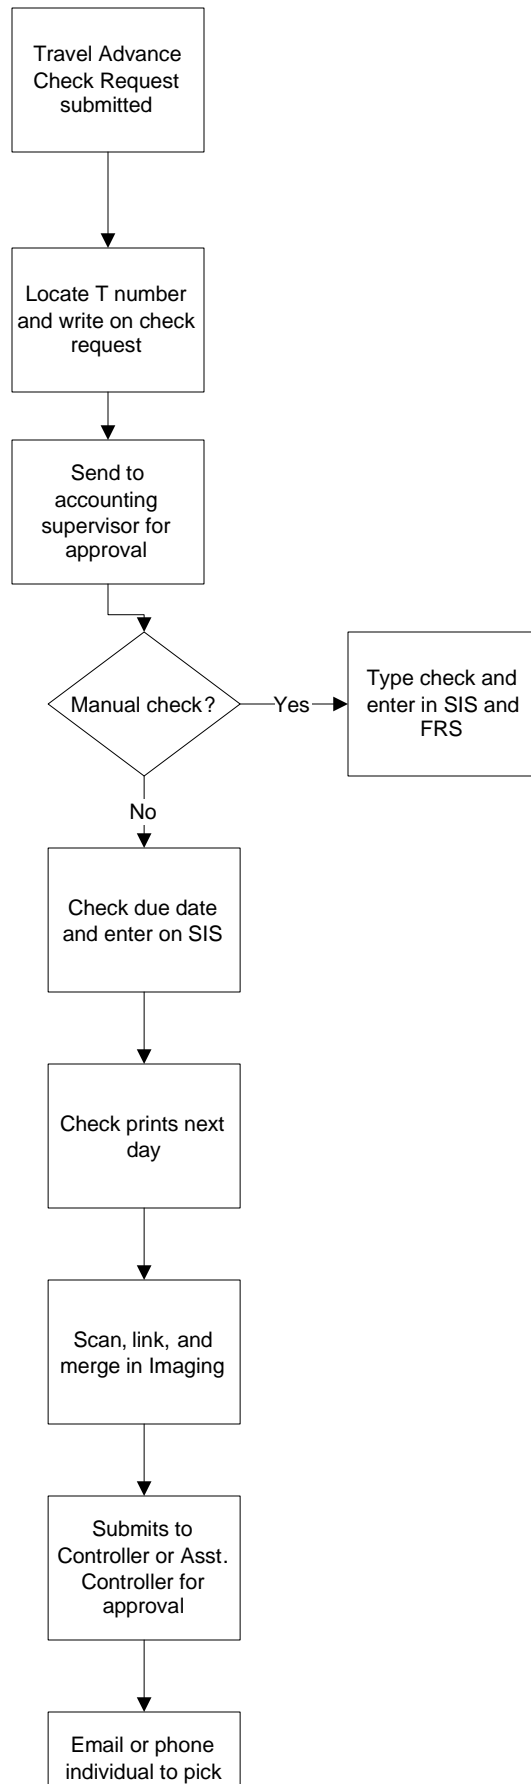 Travel Advance
Check Request
submitted
Locate T number
and write on check
request
Send to
accounting
supervisor for
approval
Manual check?
Yes
Type check and
enter in SIS and
FRS
No
Check due date
and enter on SIS
Check prints next
day
Scan, link, and
merge in Imaging
Submits to
Controller or Asst.
Controller for
approval
Email or phone
individual to pick